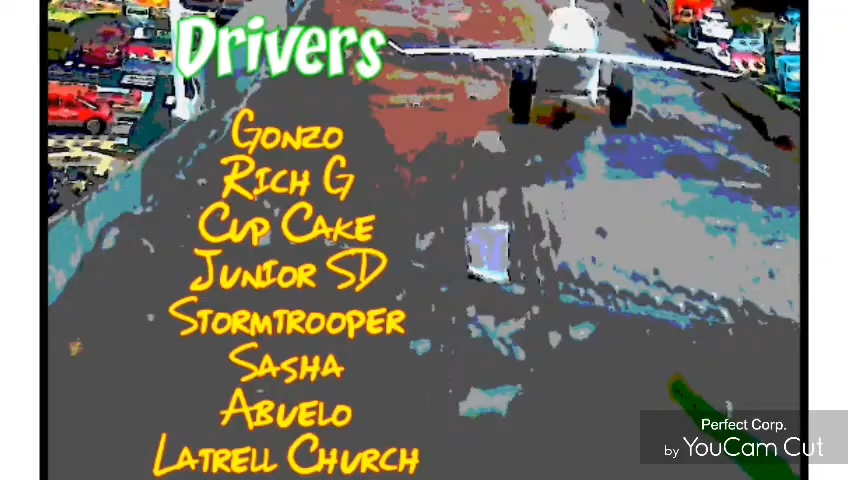 Drivers
Gonzo
Rich G
Cup Cake
Junior SD
Stormtrooper
Sasha
Abuelo
Latrell Church
Perfect Corp.
by YouCam Cut